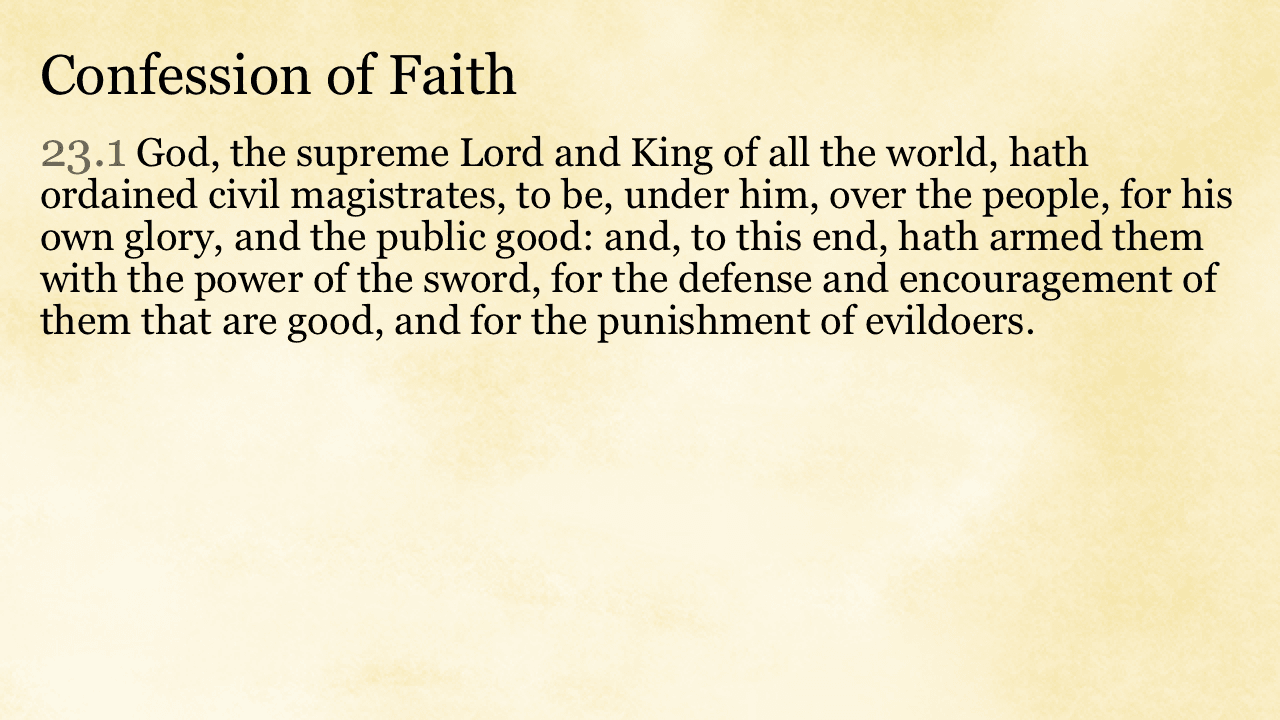 Confession of Faith
23.1 God, the supreme Lord and King of all the world, hath
ordained civil magistrates, to be, under him, over the people, for his
own glory, and the public good: and, to this end, hath armed them
with the power of the sword, for the defense and encouragement of
them that are good, and for the punishment of evildoers.